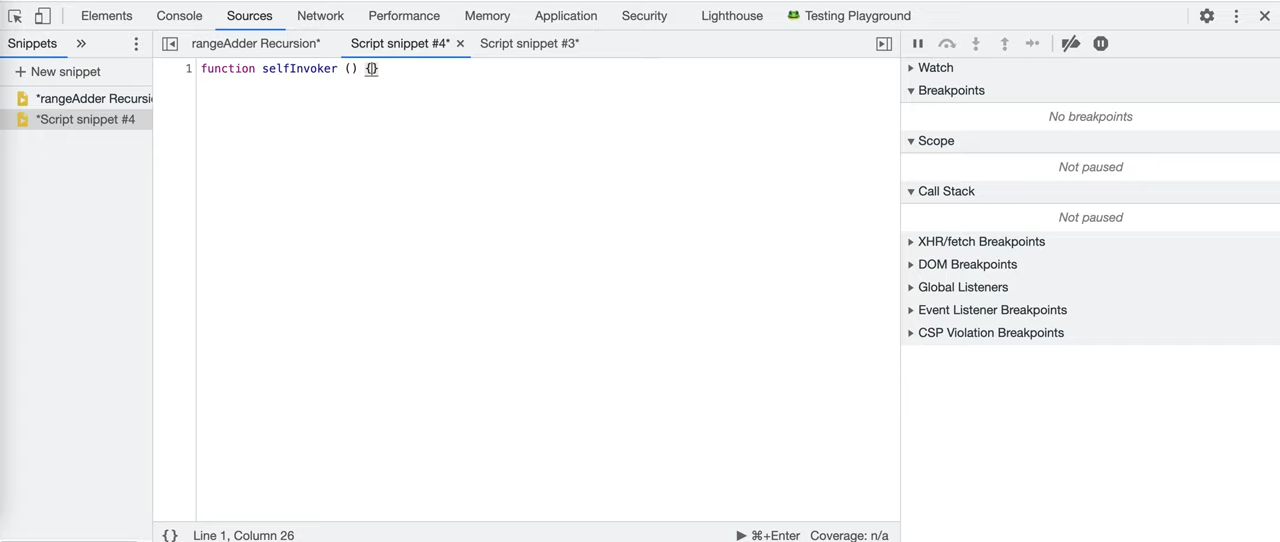 Elements Console Sources Network Performance Memory Application Security Lighthouse Testing Playground
Snippets
rangeAdder Recursion* Script snippet #4* × Script snippet #3*
+ New snippet
*rangeAdder Recursi
*Script snippet #4
1 function selfInvoker () {}
{ } Line 1, Column 26 ⌘+Enter Coverage: n/a
Watch
Breakpoints
No breakpoints
Scope
Not paused
Call Stack
Not paused
XHR/fetch Breakpoints
DOM Breakpoints
Global Listeners
Event Listener Breakpoints
CSP Violation Breakpoints